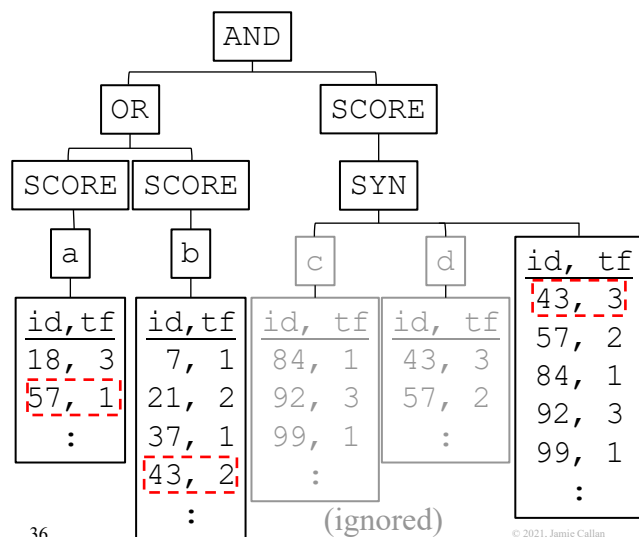 AND
OR SCORE
SCORE SCORE SYN
a b c d
id,tf
18, 3
57, 1
:
id,tf
7, 1
21, 2
37, 1
43, 2
:
id, tf
84, 1
92, 3
99, 1
:
id, tf
43, 3
57, 2
:
id, tf
43, 3
57, 2
84, 1
92, 3
99, 1
:
(ignored)
36
© 2021, Jamie Callan